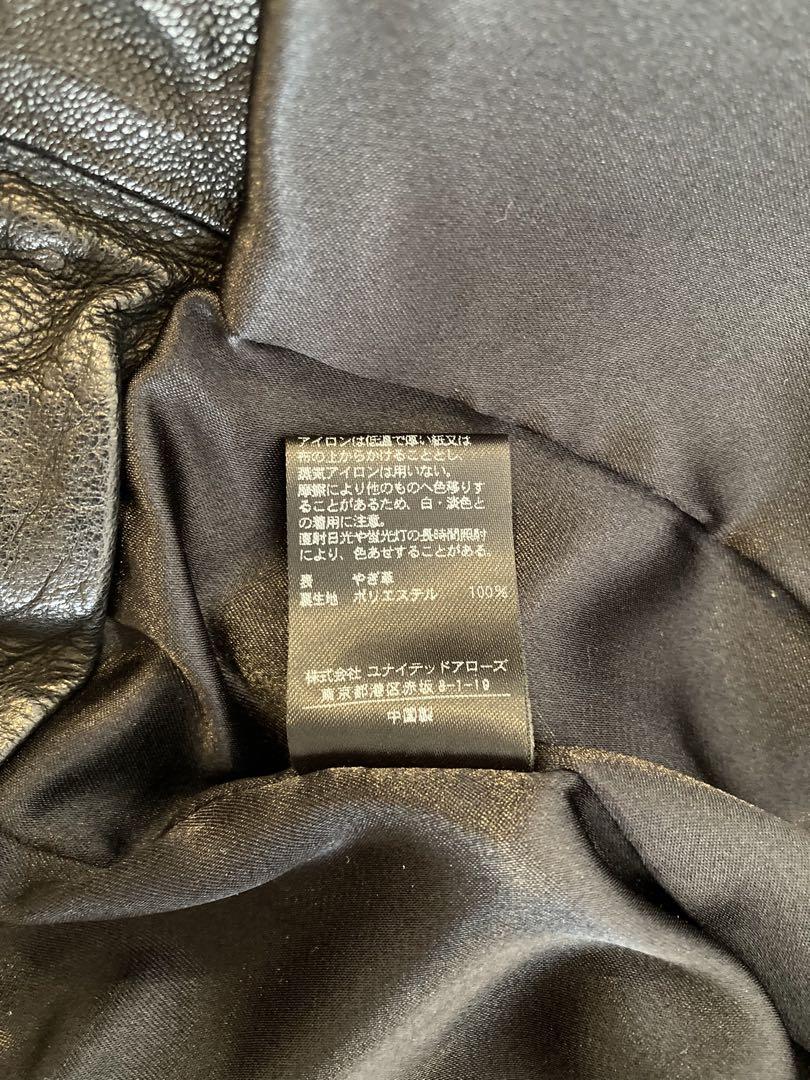 アイロンは低温で厚い紙又は
布の上からかけることとし、
蒸気アイロンは用いない。
摩擦により他のものへ色移りす
ることがあるため、白・淡色と
の着用に注意。
直射日光や蛍光灯の長時間照射
により、色あせすることがある。
表 やぎ革
裏生地 ポリエステル 100%
株式会社 ユナイテッドアローズ
東京都港区赤坂8-1-19
中国製